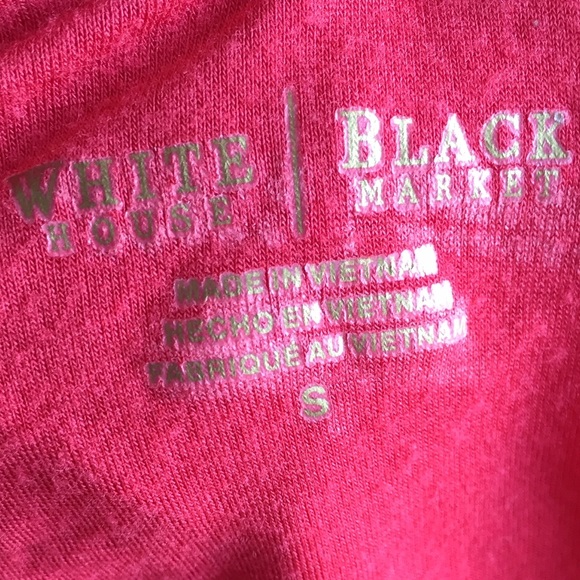 WHITE HOUSE | BLACK MARKET
MADE IN VIETNAM
HECHO EN VIETNAM
FABRIQUÉ AU VIETNAM
S